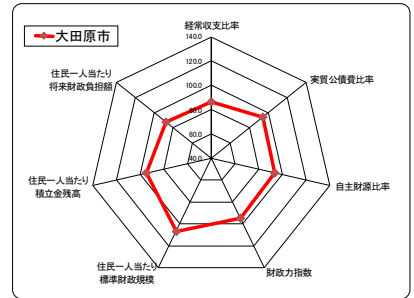 大田原市
経常収支比率
140.0
120.0
100.0
80.0
60.0
40.0
実質公債費比率
自主財源比率
財政力指数
住民一人当たり
標準財政規模
住民一人当たり
積立金残高
住民一人当たり
将来財政負担額